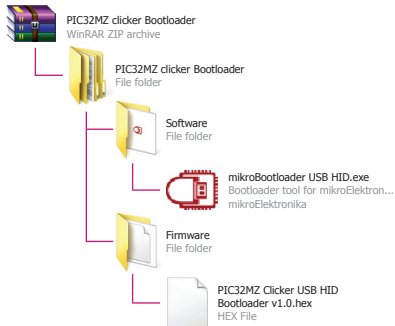 PIC32MZ clicker Bootloader
WinRAR ZIP archive
PIC32MZ clicker Bootloader
File folder
Software
File folder
mikroBootloader USB HID.exe
Bootloader tool for mikroElektron...
mikroElektronika
Firmware
File folder
PIC32MZ Clicker USB HID
Bootloader v1.0.hex
HEX File